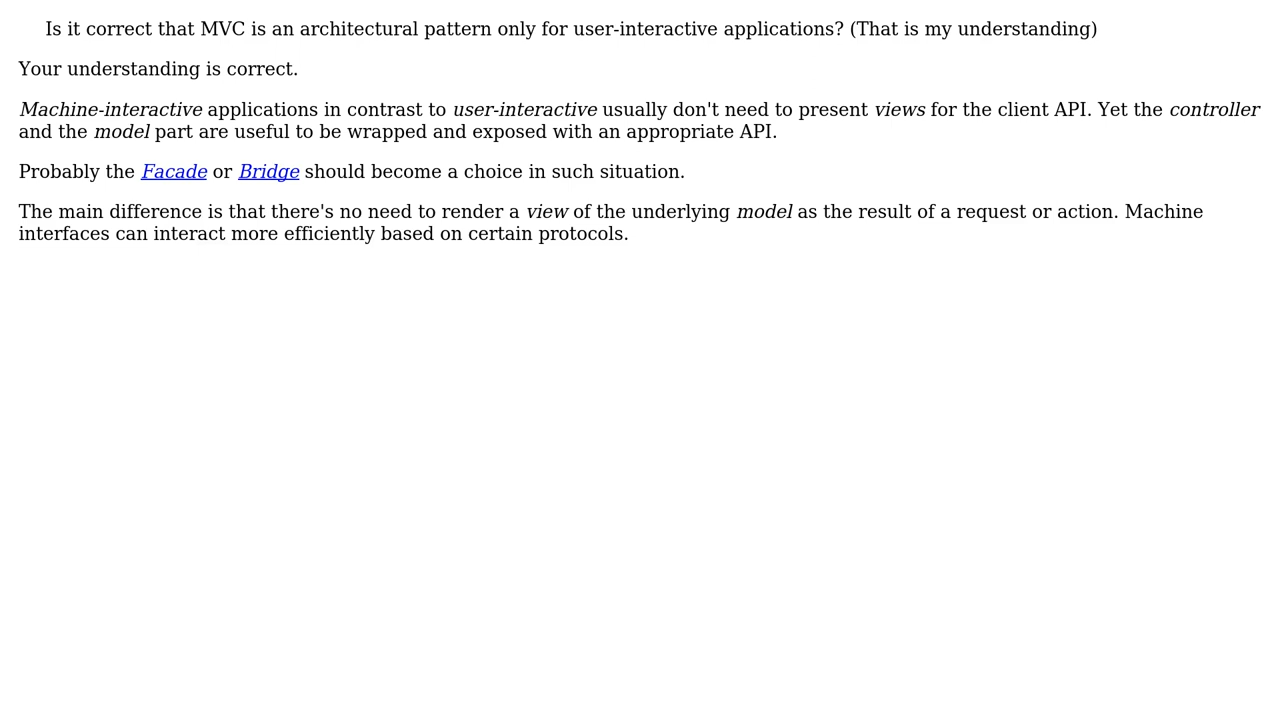 Is it correct that MVC is an architectural pattern only for user-interactive applications? (That is my understanding)
Your understanding is correct.
Machine-interactive applications in contrast to user-interactive usually don't need to present views for the client API. Yet the controller
and the model part are useful to be wrapped and exposed with an appropriate API.
Probably the Facade or Bridge should become a choice in such situation.
The main difference is that there's no need to render a view of the underlying model as the result of a request or action. Machine
interfaces can interact more efficiently based on certain protocols.